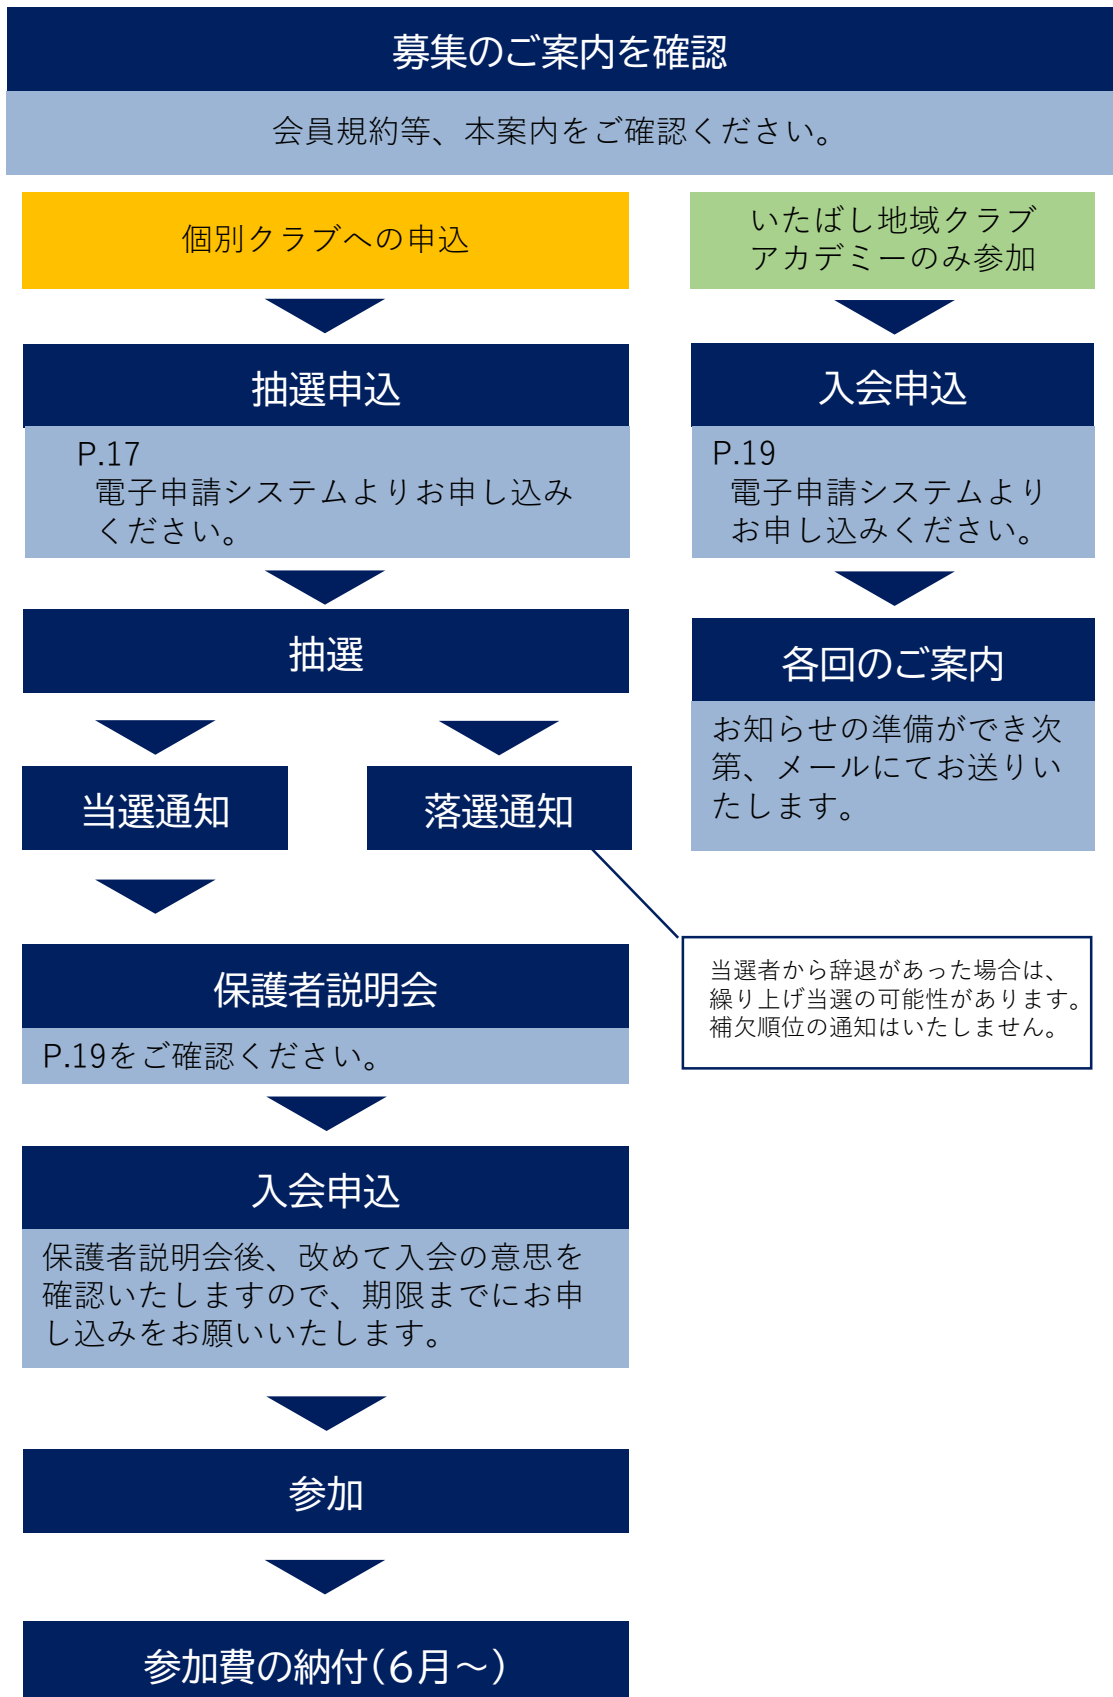 募集のご案内を確認
会員規約等、本案内をご確認ください。
個別クラブへの申込
抽選申込
P.17
電子申請システムよりお申し込み
ください。
抽選
当選通知
落選通知
当選者から辞退があった場合は、
繰り上げ当選の可能性があります。
補欠順位の通知はいたしません。
保護者説明会
P.19をご確認ください。
入会申込
保護者説明会後、改めて入会の意思を
確認いたしますので、期限までにお申
し込みをお願いいたします。
参加
参加費の納付(6月～)
いたばし地域クラブ
アカデミーのみ参加
入会申込
P.19
電子申請システムより
お申し込みください。
各回のご案内
お知らせの準備ができ次
第、メールにてお送りい
たします。